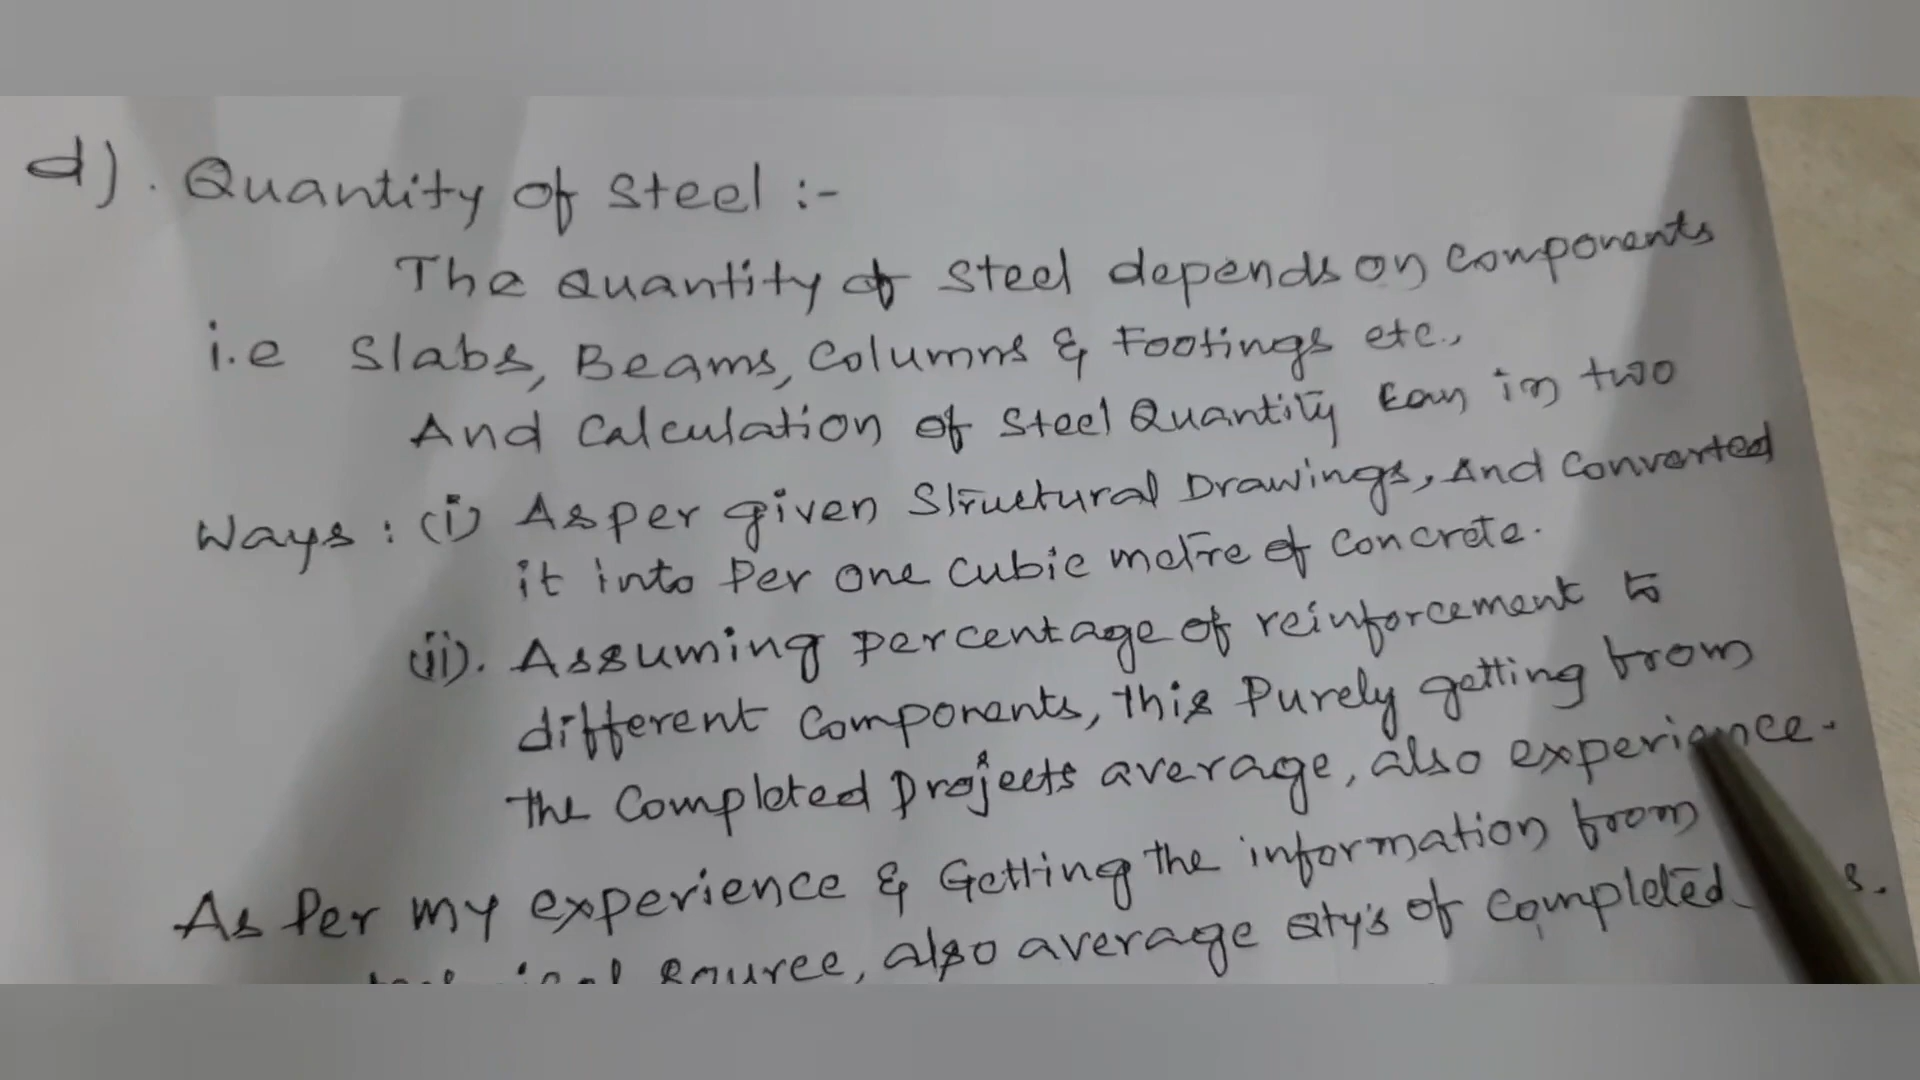 d). Quantity of Steel :-
The Quantity of Steel depends on Components
i.e Slabs, Beams, Columns & Footings etc.,
And Calculation of Steel Quantity Can in two
Ways : (i) As per given Structural Drawings, And Converted
it into Per One Cubic metre of Concrete.
(ii). Assuming percentage of reinforcement to
different Components, this Purely getting from
the Completed Projects average, also experience.
As Per my experience & Getting the information from
source, also average Qty's of Completed